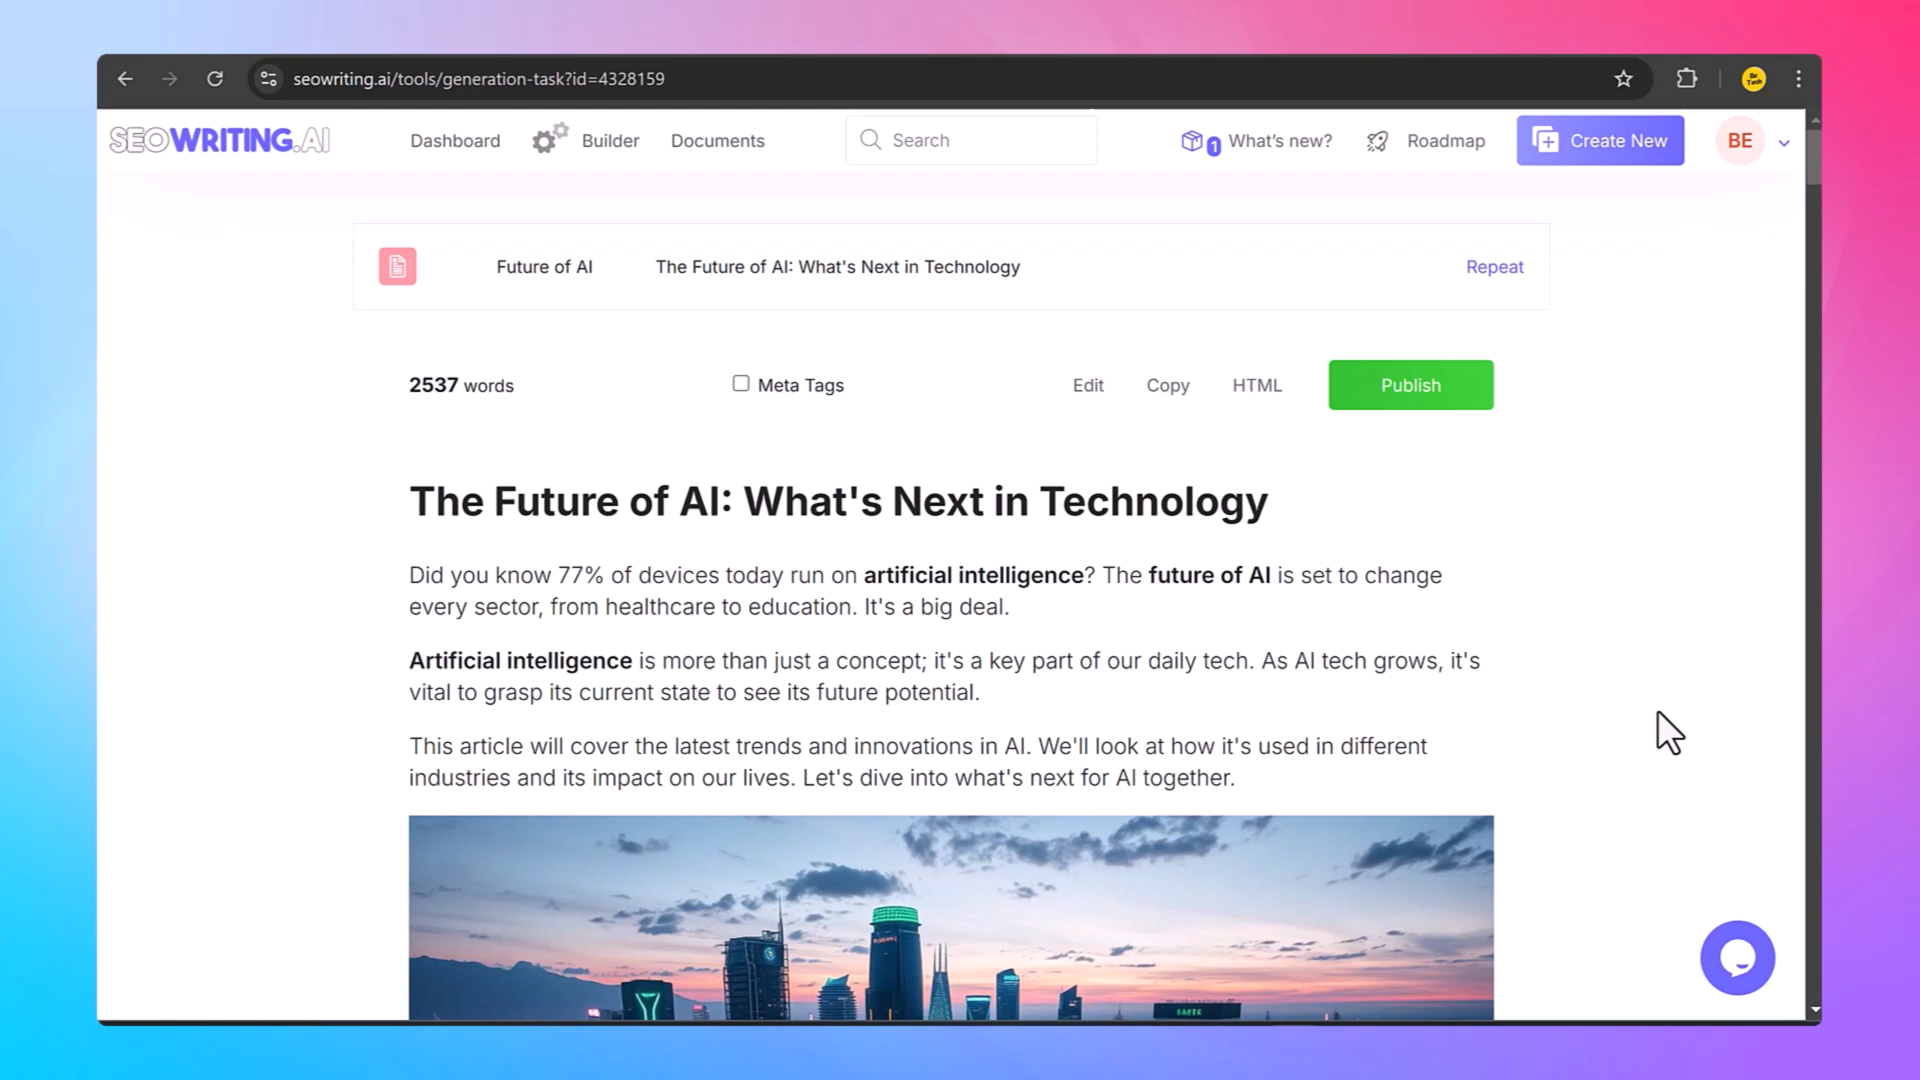 seowriting.ai/tools/generation-task?id=4328159
Be Tech
SEOWRITING.AI
Dashboard
Builder
Documents
Search
1
What's new?
Roadmap
Create New
BE
Future of AI
The Future of AI: What's Next in Technology
Repeat
2537 words
Meta Tags
Edit
Copy
HTML
Publish
The Future of AI: What's Next in Technology
Did you know 77% of devices today run on artificial intelligence? The future of AI is set to change
every sector, from healthcare to education. It's a big deal.
Artificial intelligence is more than just a concept; it's a key part of our daily tech. As AI tech grows, it's
vital to grasp its current state to see its future potential.
This article will cover the latest trends and innovations in AI. We'll look at how it's used in different
industries and its impact on our lives. Let's dive into what's next for AI together.